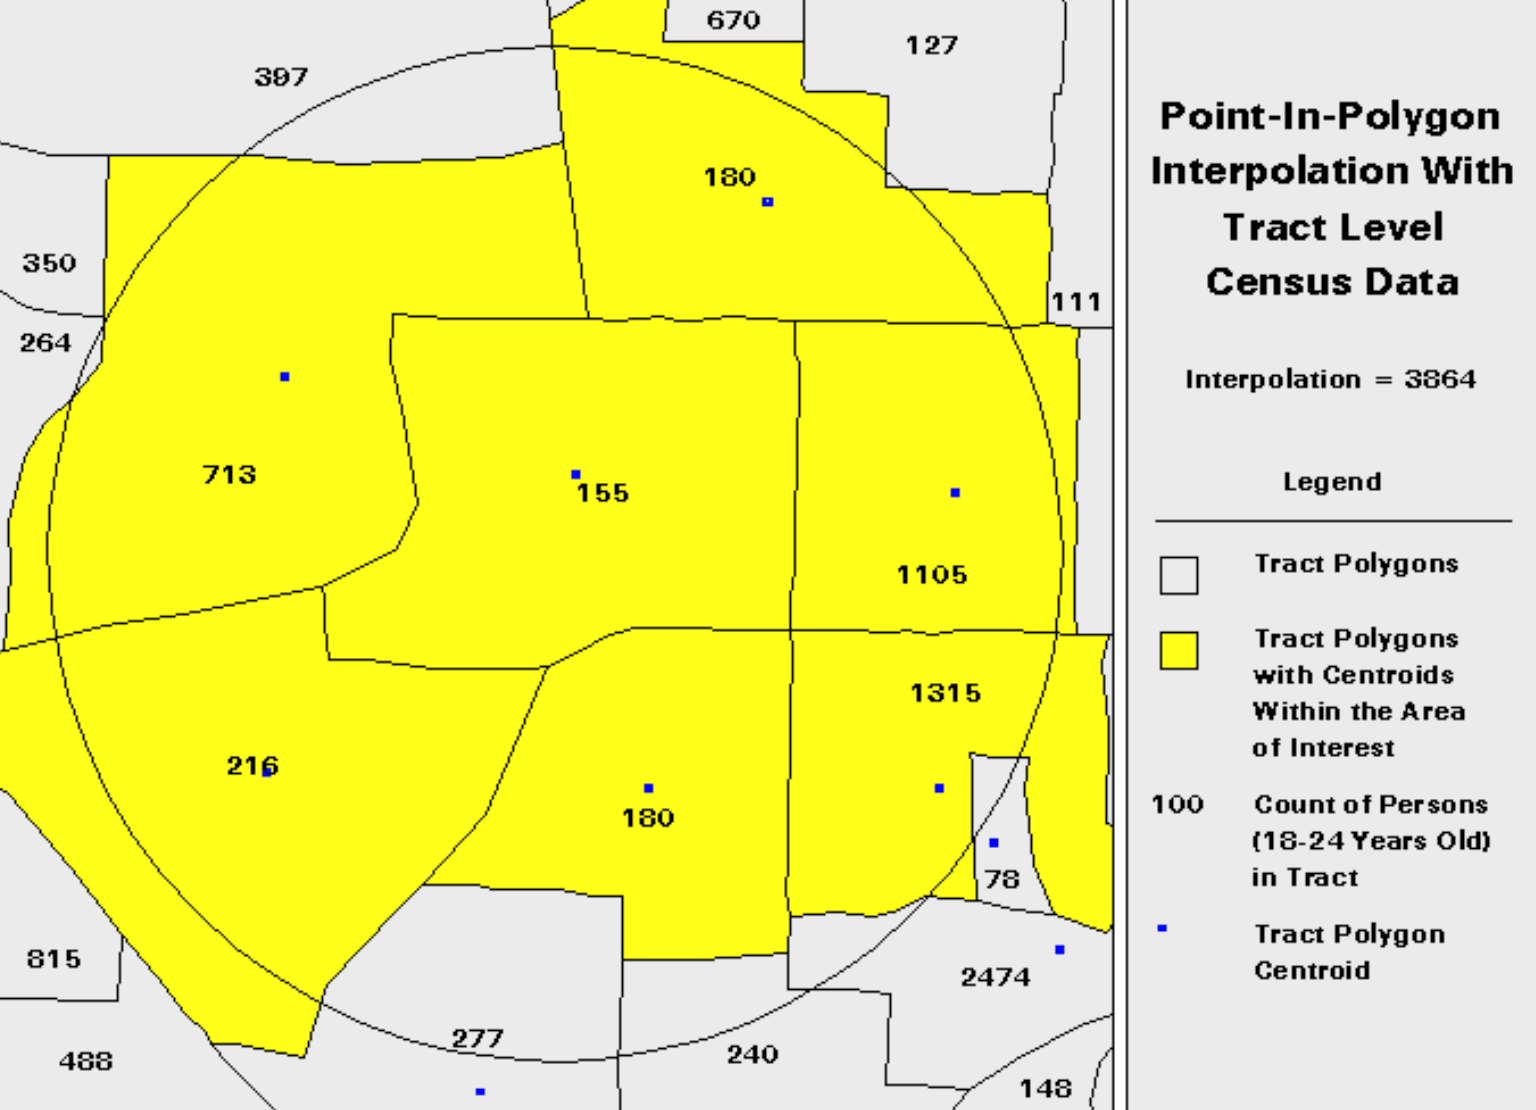 670
127
397
180
350
111
264
713
155
1105
1315
216
180
78
815
2474
277
240
488
148
Point-In-Polygon
Interpolation With
Tract Level
Census Data
Interpolation = 3864
Legend
Tract Polygons
Tract Polygons
with Centroids
Within the Area
of Interest
100 Count of Persons
(18-24 Years Old)
in Tract
Tract Polygon
Centroid